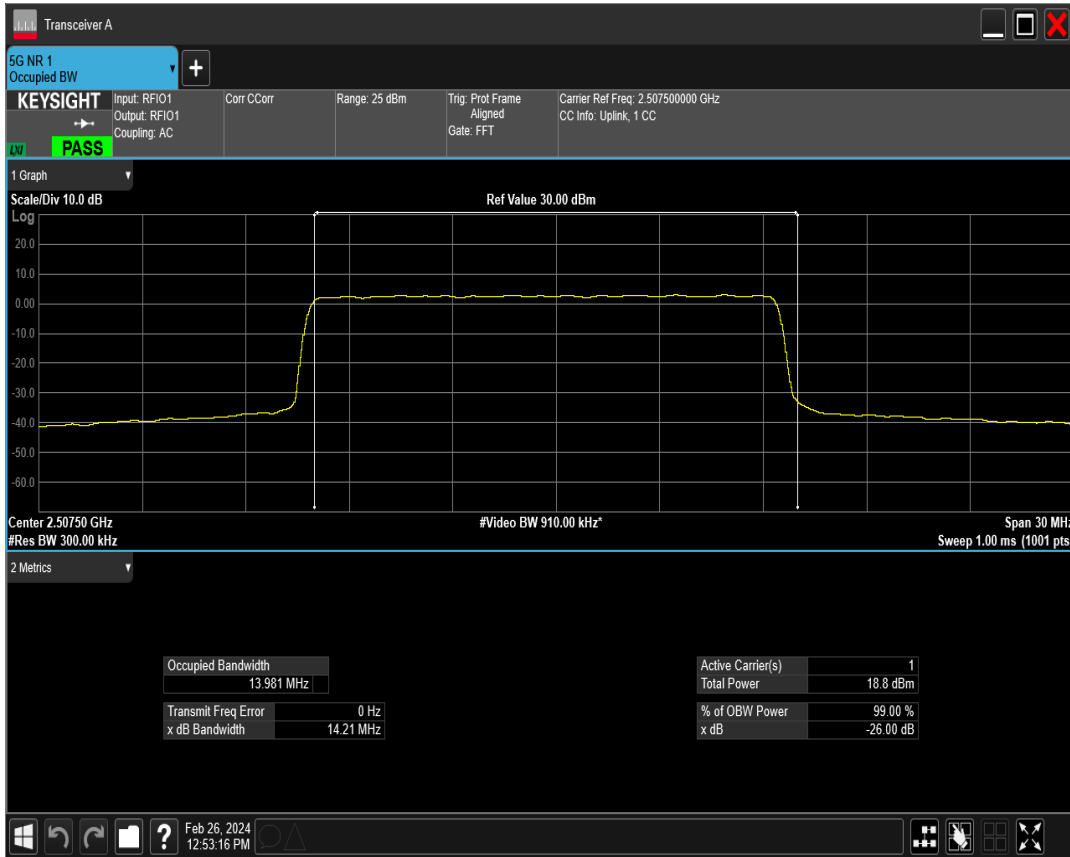 Transceiver A
5G NR 1
Occupied BW
KEYSIGHT
LXI
PASS
Input: RFIO1
Output: RFIO1
Coupling: AC
Corr CCorr
Range: 25 dBm
Trig: Prot Frame
Aligned
Gate: FFT
Carrier Ref Freq: 2.507500000 GHz
CC Info: Uplink, 1 CC
1 Graph
Scale/Div 10.0 dB
Ref Value 30.00 dBm
Log
20.0
10.0
0.00
-10.0
-20.0
-30.0
-40.0
-50.0
-60.0
Center 2.50750 GHz
#Video BW 910.00 kHz*
Span 30 MHz
#Res BW 300.00 kHz
Sweep 1.00 ms (1001 pts
2 Metrics
Occupied Bandwidth
13.981 MHz
Transmit Freq Error 0 Hz
x dB Bandwidth 14.21 MHz
Active Carrier(s) 1
Total Power 18.8 dBm
% of OBW Power 99.00 %
x dB -26.00 dB
?
Feb 26, 2024
12:53:16 PM